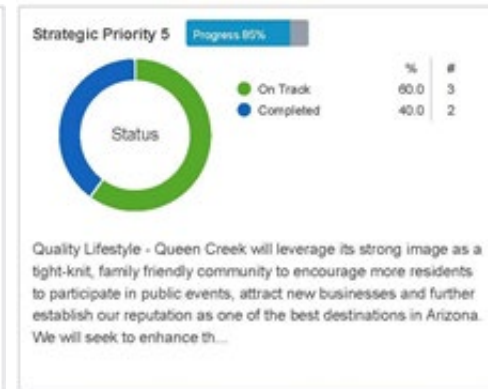 Strategic Priority 5
Progress 85%
% #
On Track 60.0 3
Completed 40.0 2
Status
Quality Lifestyle - Queen Creek will leverage its strong image as a
tight-knit, family friendly community to encourage more residents
to participate in public events, attract new businesses and further
establish our reputation as one of the best destinations in Arizona.
We will seek to enhance th...